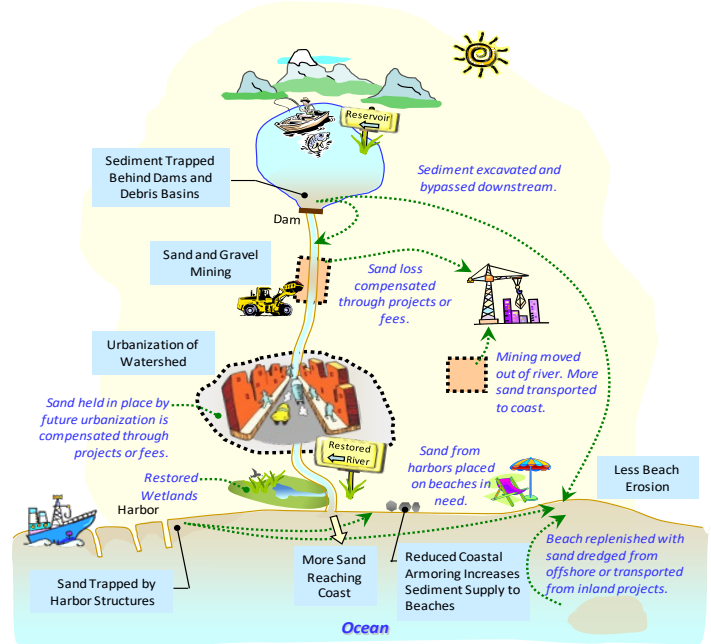 Reservoir
Sediment Trapped
Behind Dams and
Debris Basins
Sediment excavated and
bypassed downstream.
Dam
Sand and Gravel
Mining
Sand loss
compensated
through projects or
fees.
Urbanization of
Watershed
Mining moved
out of river. More
sand transported
to coast.
Sand held in place by
future urbanization is
compensated through
projects or fees.
Restored
River
Sand from
harbors placed
on beaches in
need.
Less Beach
Erosion
Restored
Wetlands
Harbor
Sand Trapped by
Harbor Structures
More Sand
Reaching
Coast
Reduced Coastal
Armoring Increases
Sediment Supply to
Beaches
Beach replenished with
sand dredged from
offshore or transported
from inland projects.
Ocean